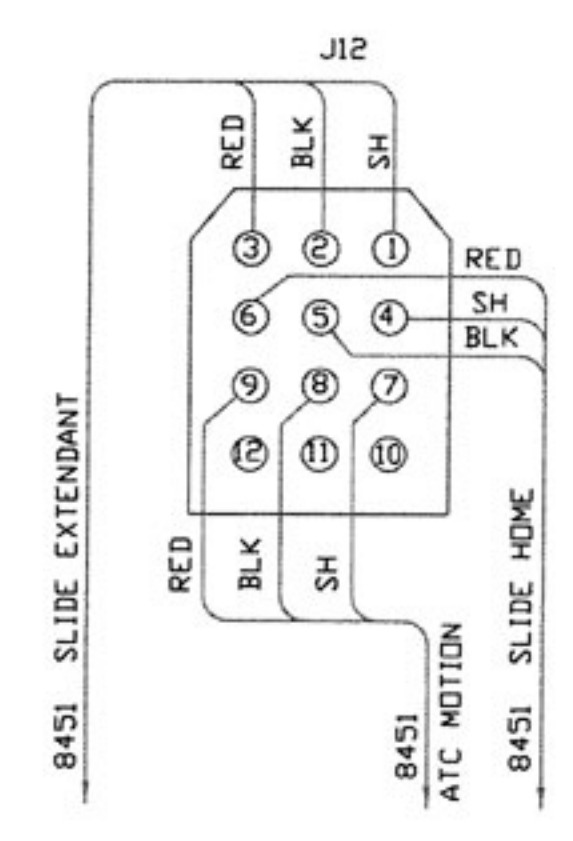 J12
RED
BLK
SH
3
2
1
RED
6
5
4
SH
BLK
9
8
7
12
11
10
RED
BLK
SH
8451 SLIDE EXTENDANT
8451
ATC MOTION
8451 SLIDE HOME